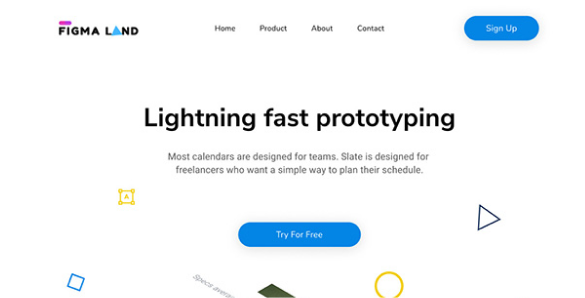 FIGMA LAND
Home
Product
About
Contact
Sign Up
Lightning fast prototyping
Most calendars are designed for teams. Slate is designed for
freelancers who want a simple way to plan their schedule.
A
Try For Free
Specs